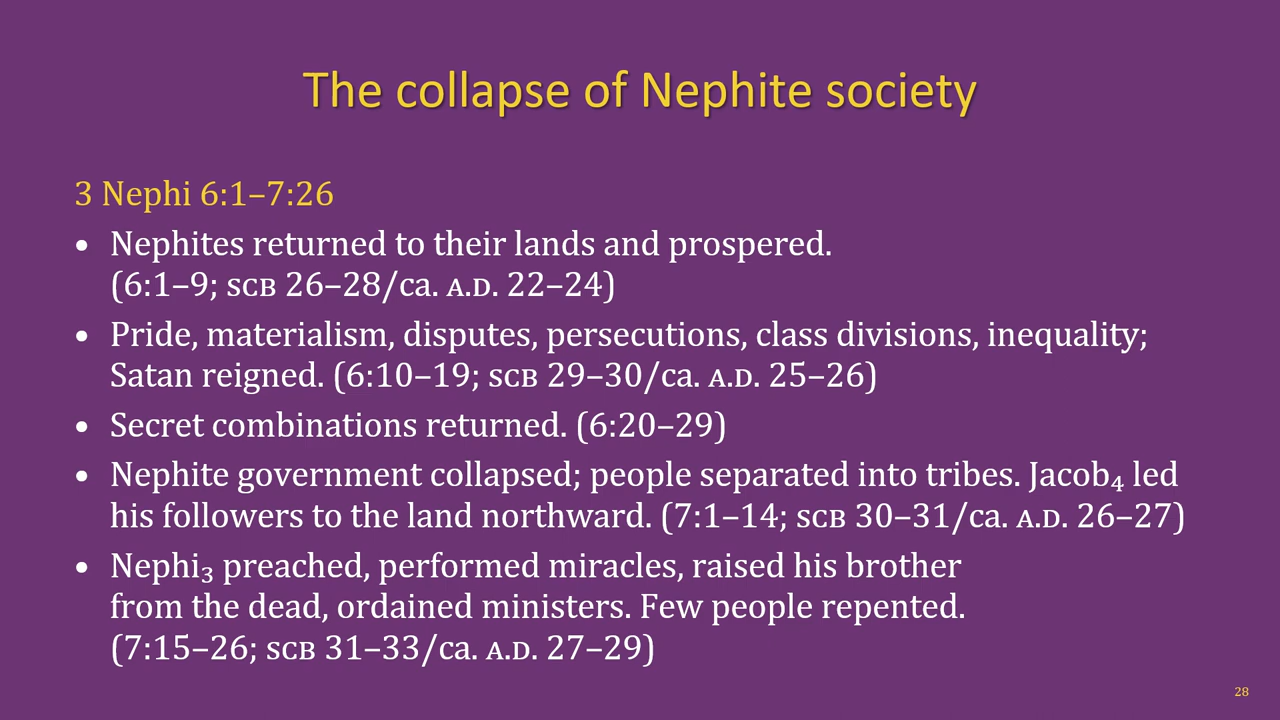 The collapse of Nephite society
3 Nephi 6:1–7:26
• Nephites returned to their lands and prospered.
(6:1–9; SCB 26–28/ca. A.D. 22–24)
• Pride, materialism, disputes, persecutions, class divisions, inequality;
Satan reigned. (6:10–19; SCB 29–30/ca. A.D. 25–26)
• Secret combinations returned. (6:20–29)
• Nephite government collapsed; people separated into tribes. Jacob₄ led
his followers to the land northward. (7:1–14; SCB 30–31/ca. A.D. 26–27)
• Nephi₃ preached, performed miracles, raised his brother
from the dead, ordained ministers. Few people repented.
(7:15–26; SCB 31–33/ca. A.D. 27–29)
28